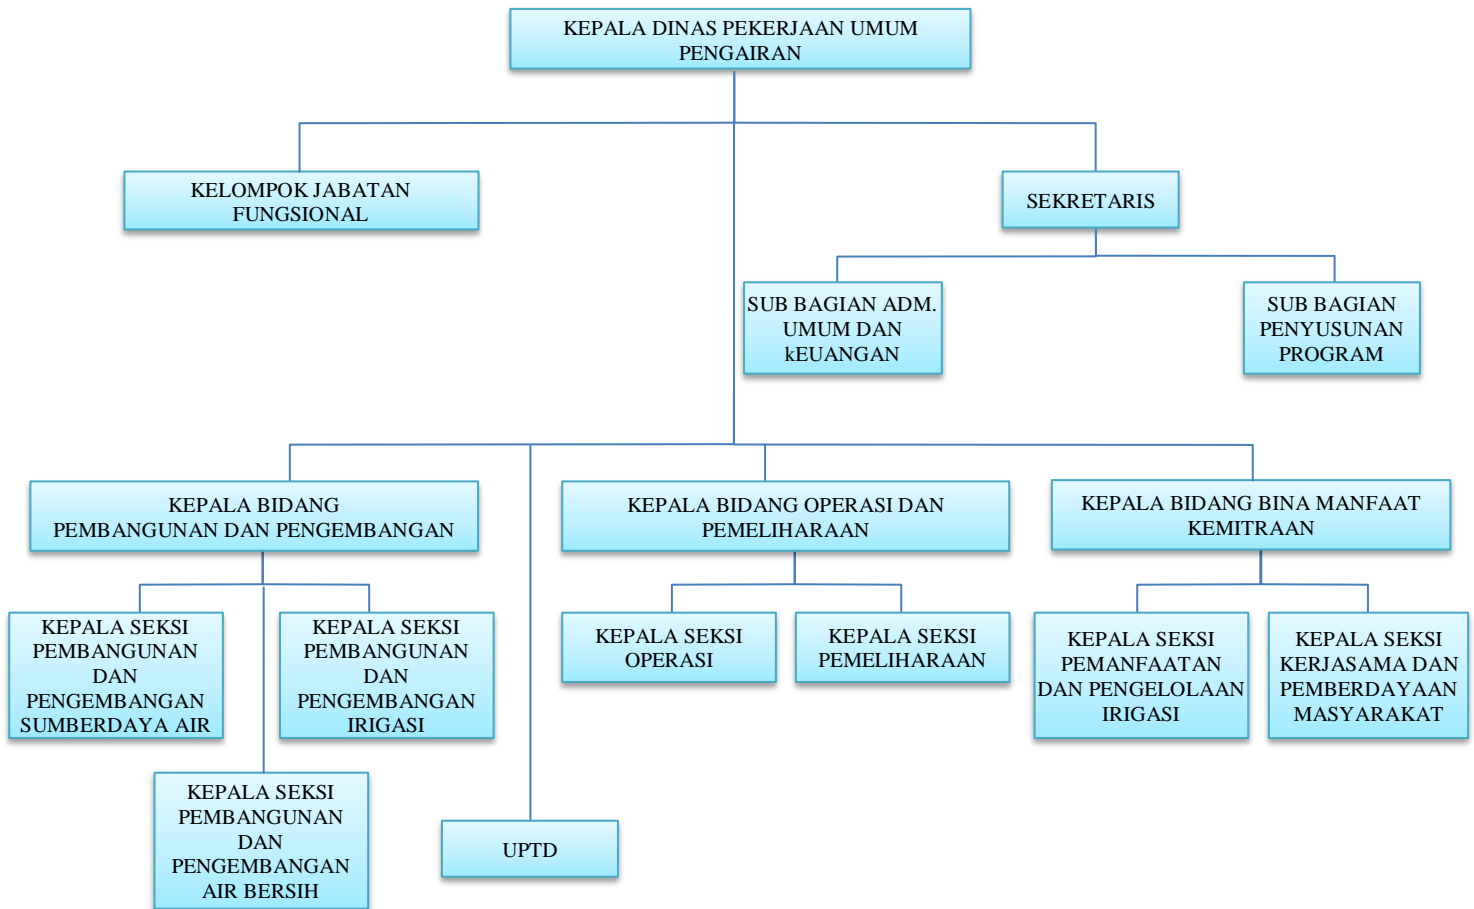 KEPALA DINAS PEKERJAAN UMUM
PENGAIRAN
KELOMPOK JABATAN
FUNGSIONAL
SEKRETARIS
SUB BAGIAN ADM.
UMUM DAN
kEUANGAN
SUB BAGIAN
PENYUSUNAN
PROGRAM
KEPALA BIDANG
PEMBANGUNAN DAN PENGEMBANGAN
KEPALA BIDANG OPERASI DAN
PEMELIHARAAN
KEPALA BIDANG BINA MANFAAT
KEMITRAAN
KEPALA SEKSI
PEMBANGUNAN
DAN
PENGEMBANGAN
SUMBERDAYA AIR
KEPALA SEKSI
PEMBANGUNAN
DAN
PENGEMBANGAN
IRIGASI
KEPALA SEKSI
OPERASI
KEPALA SEKSI
PEMELIHARAAN
KEPALA SEKSI
PEMANFAATAN
DAN PENGELOLAAN
IRIGASI
KEPALA SEKSI
KERJASAMA DAN
PEMBERDAYAAN
MASYARAKAT
KEPALA SEKSI
PEMBANGUNAN
DAN
PENGEMBANGAN
AIR BERSIH
UPTD